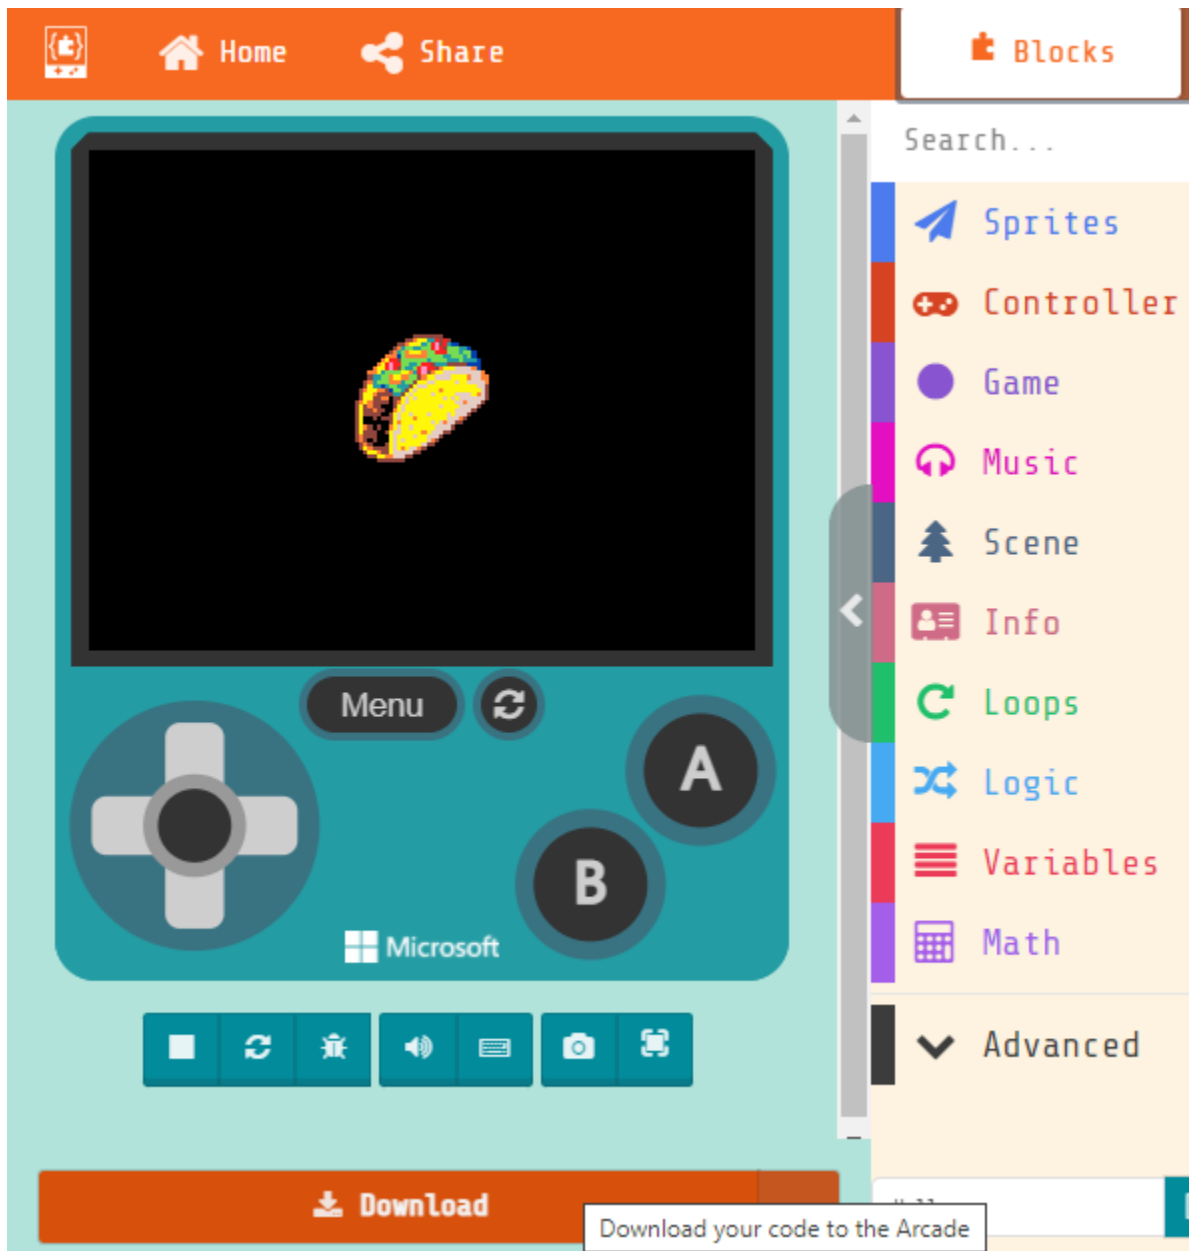 Home
Share
Blocks
Search...
Sprites
Controller
Game
Music
Scene
Info
Loops
Logic
Variables
Math
Advanced
Menu
A
B
Microsoft
Download
Download your code to the Arcade